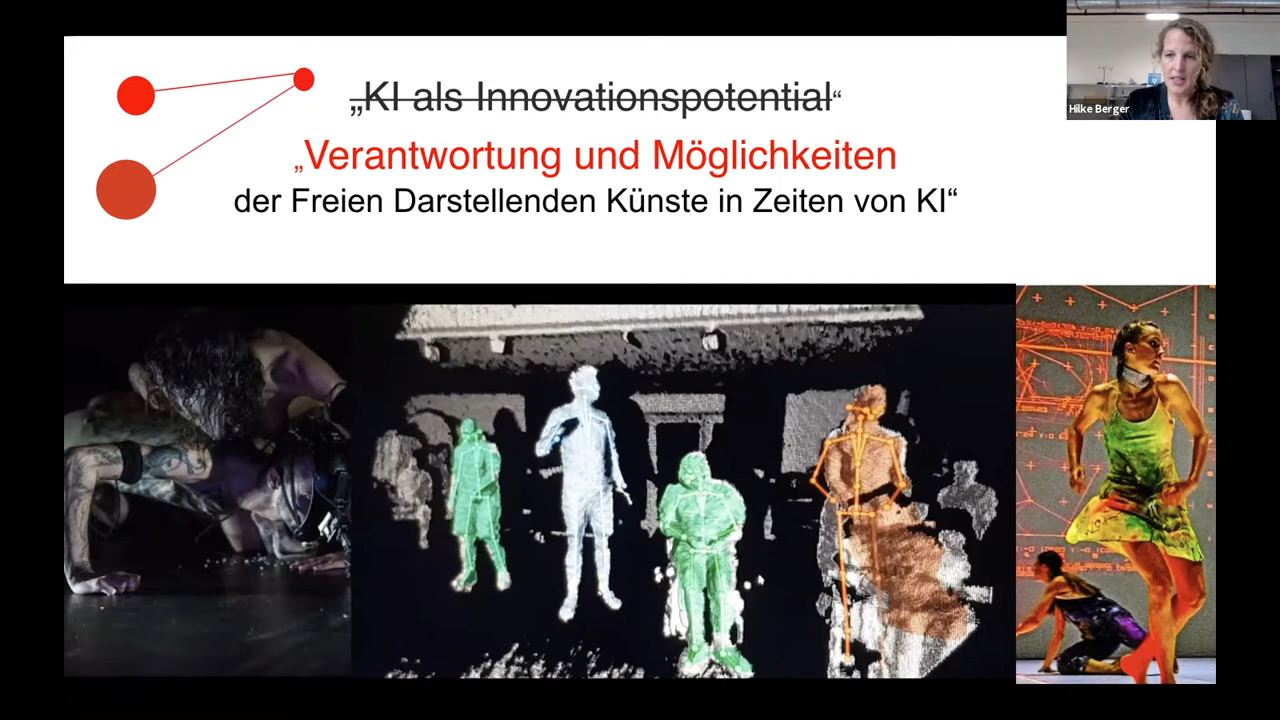 „KI als Innovationspotential“
„Verantwortung und Möglichkeiten
der Freien Darstellenden Künste in Zeiten von KI“
Hilke Berger